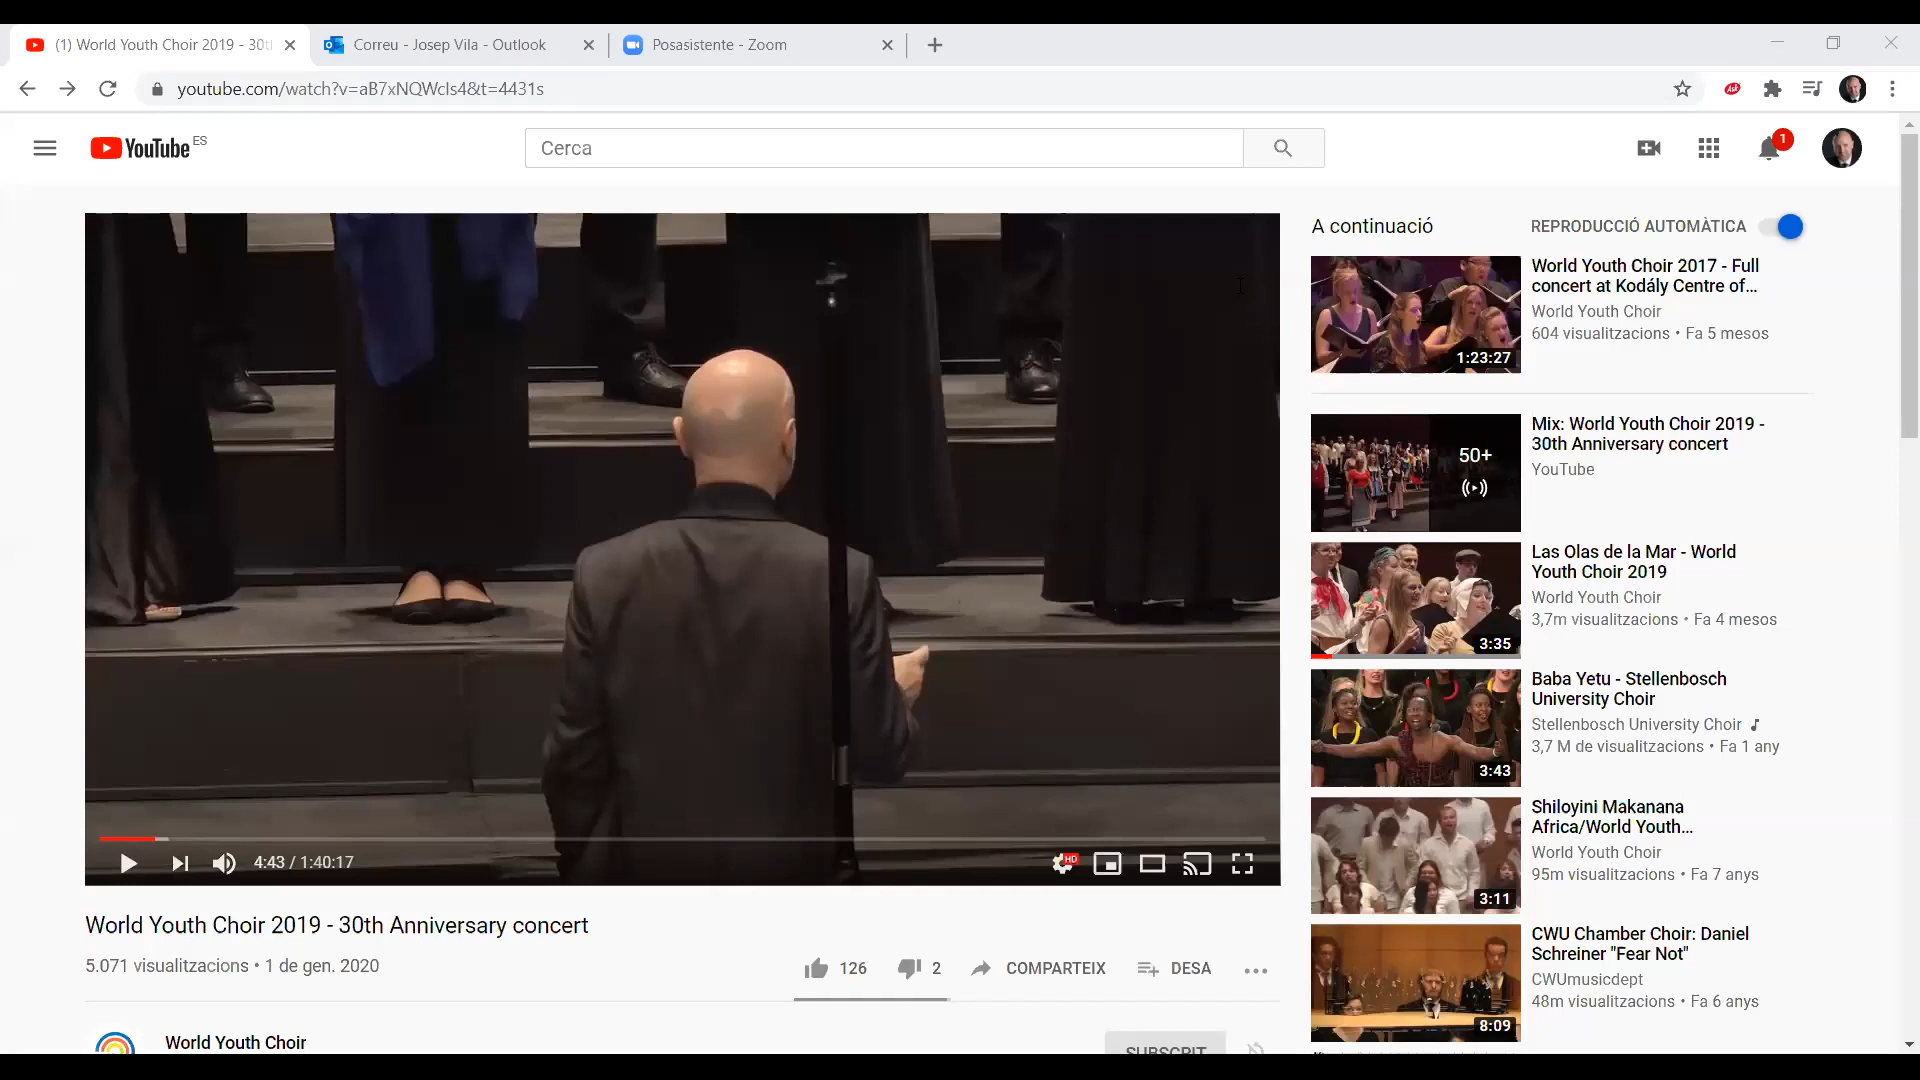 (1) World Youth Choir 2019 - 30t
Correu - Josep Vila - Outlook
Posasistente - Zoom
youtube.com/watch?v=aB7xNQWcIs4&t=4431s
Ask
YouTube ES
Cerca
1
4:43 / 1:40:17
HD
World Youth Choir 2019 - 30th Anniversary concert
5.071 visualitzacions • 1 de gen. 2020
126
2
COMPARTEIX
DESA
World Youth Choir
SUBSCRIT
A continuació
REPRODUCCIÓ AUTOMÀTICA
World Youth Choir 2017 - Full
concert at Kodály Centre of...
World Youth Choir
604 visualitzacions • Fa 5 mesos
1:23:27
Mix: World Youth Choir 2019 -
30th Anniversary concert
YouTube
50+
Las Olas de la Mar - World
Youth Choir 2019
World Youth Choir
3,7m visualitzacions • Fa 4 mesos
3:35
Baba Yetu - Stellenbosch
University Choir
Stellenbosch University Choir
3,7 M de visualitzacions • Fa 1 any
3:43
Shiloyini Makanana
Africa/World Youth...
World Youth Choir
95m visualitzacions • Fa 7 anys
3:11
CWU Chamber Choir: Daniel
Schreiner "Fear Not"
CWUmusicdept
48m visualitzacions • Fa 6 anys
8:09